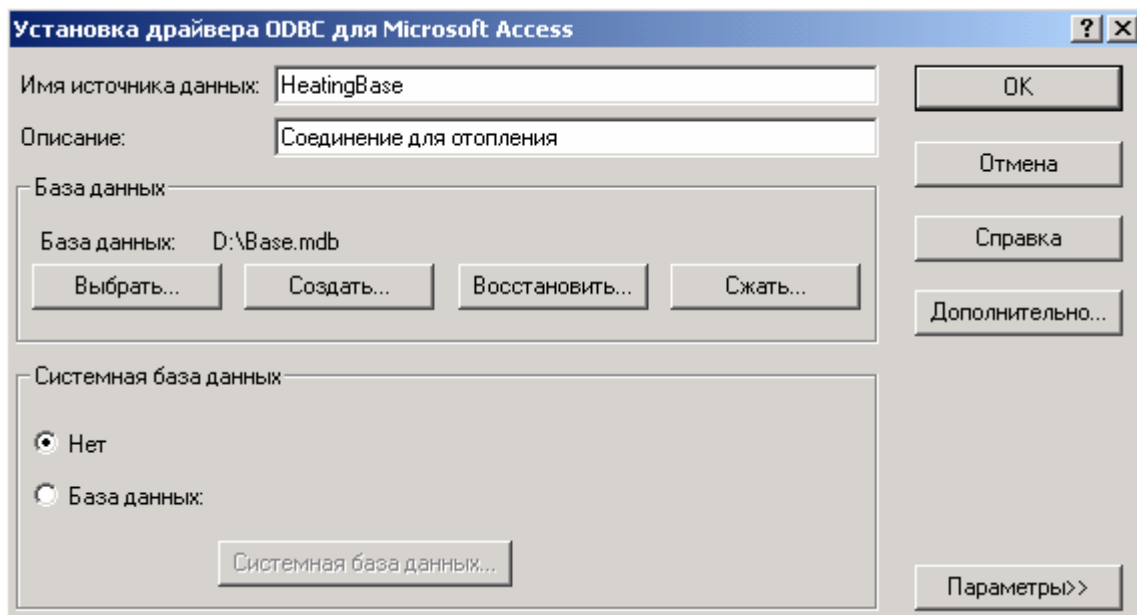 Установка драйвера ODBC для Microsoft Access
Имя источника данных: HeatingBase
OK
Описание: Соединение для отопления
Отмена
База данных
База данных: D:\Base.mdb
Справка
Выбрать... Создать... Восстановить... Сжать...
Дополнительно...
Системная база данных
Нет
База данных:
Системная база данных...
Параметры>>